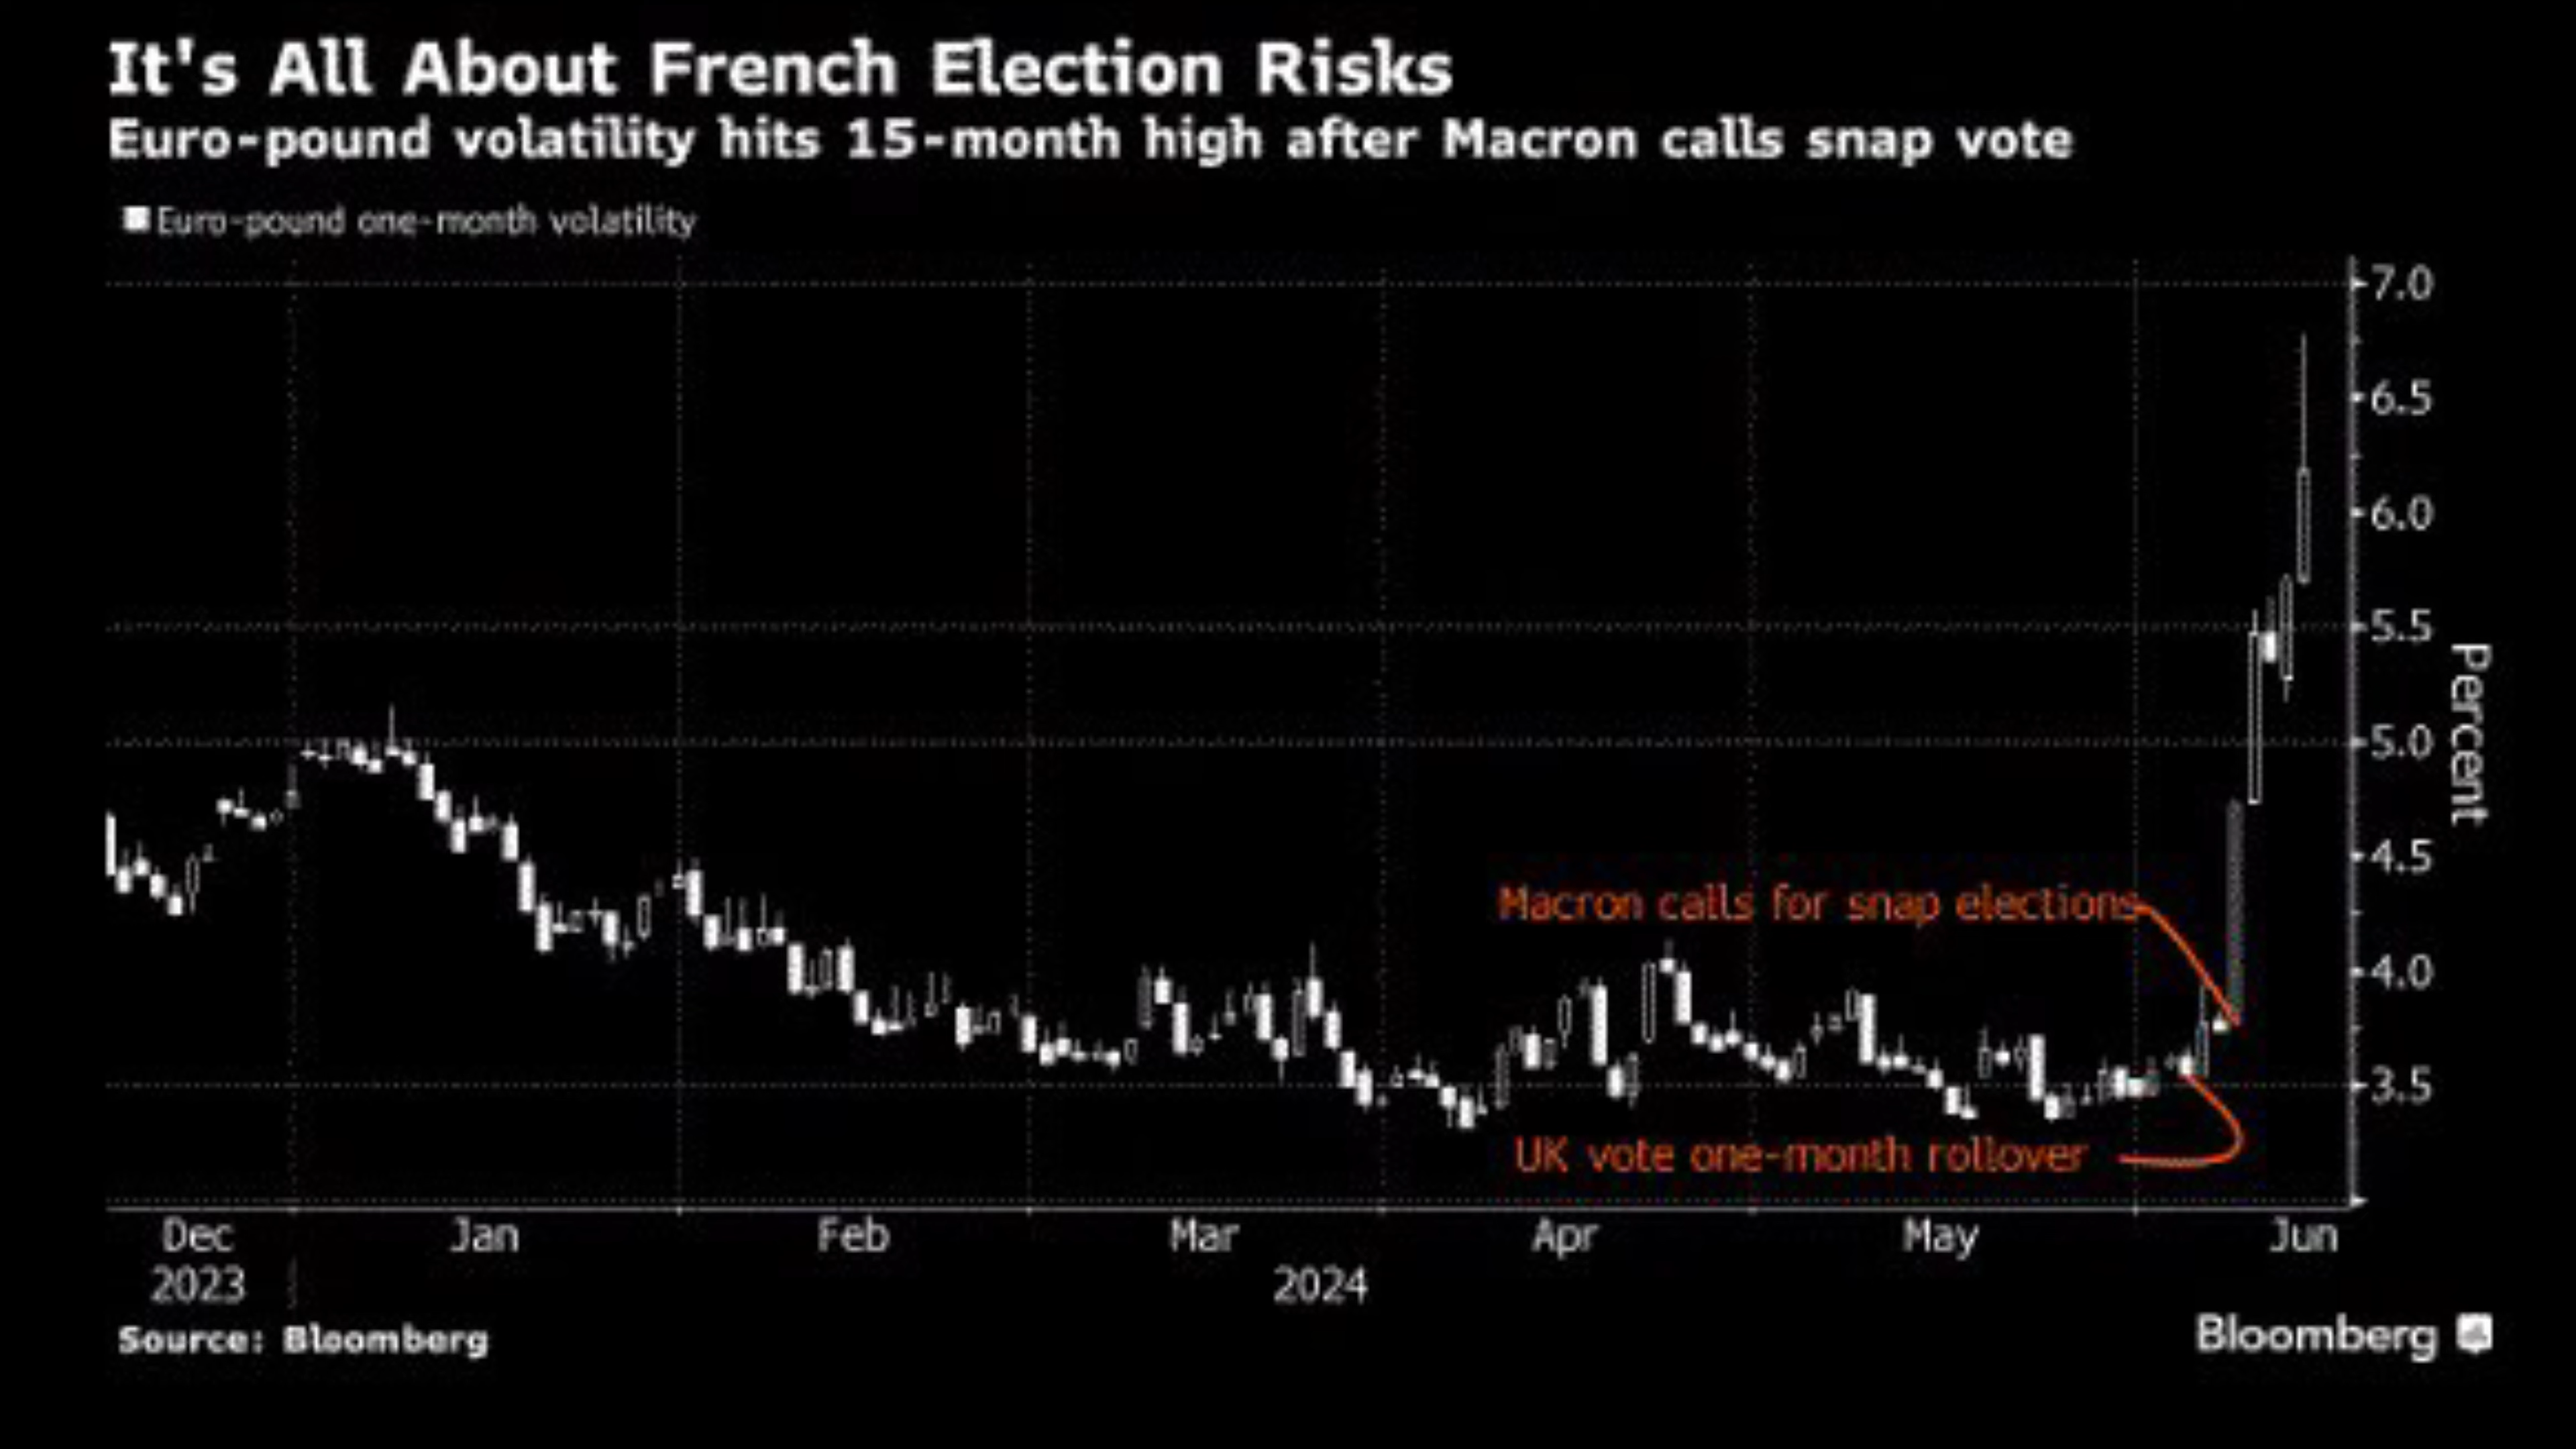 It's All About French Election Risks
Euro-pound volatility hits 15-month high after Macron calls snap vote
Euro-pound one-month volatility
7.0
6.5
6.0
5.5
5.0
4.5
4.0
3.5
Percent
Macron calls for snap elections
UK vote one-month rollover
Dec Jan Feb Mar Apr May Jun
2023 2024
Source: Bloomberg
Bloomberg